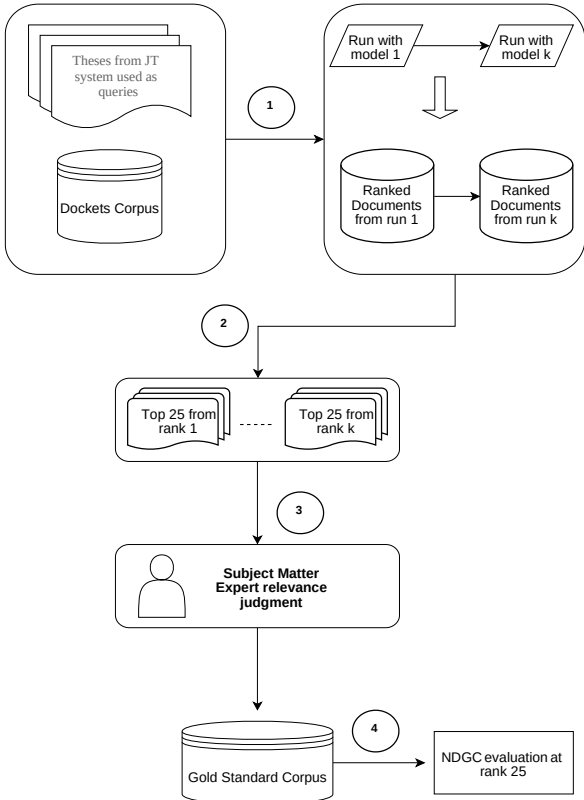 Theses from JT
system used as
queries
Dockets Corpus
1
Run with
model 1
Run with
model k
Ranked
Documents
from run 1
Ranked
Documents
from run k
2
Top 25 from
rank 1
Top 25 from
rank k
3
Subject Matter
Expert relevance
judgment
4
Gold Standard Corpus
NDGC evaluation at
rank 25